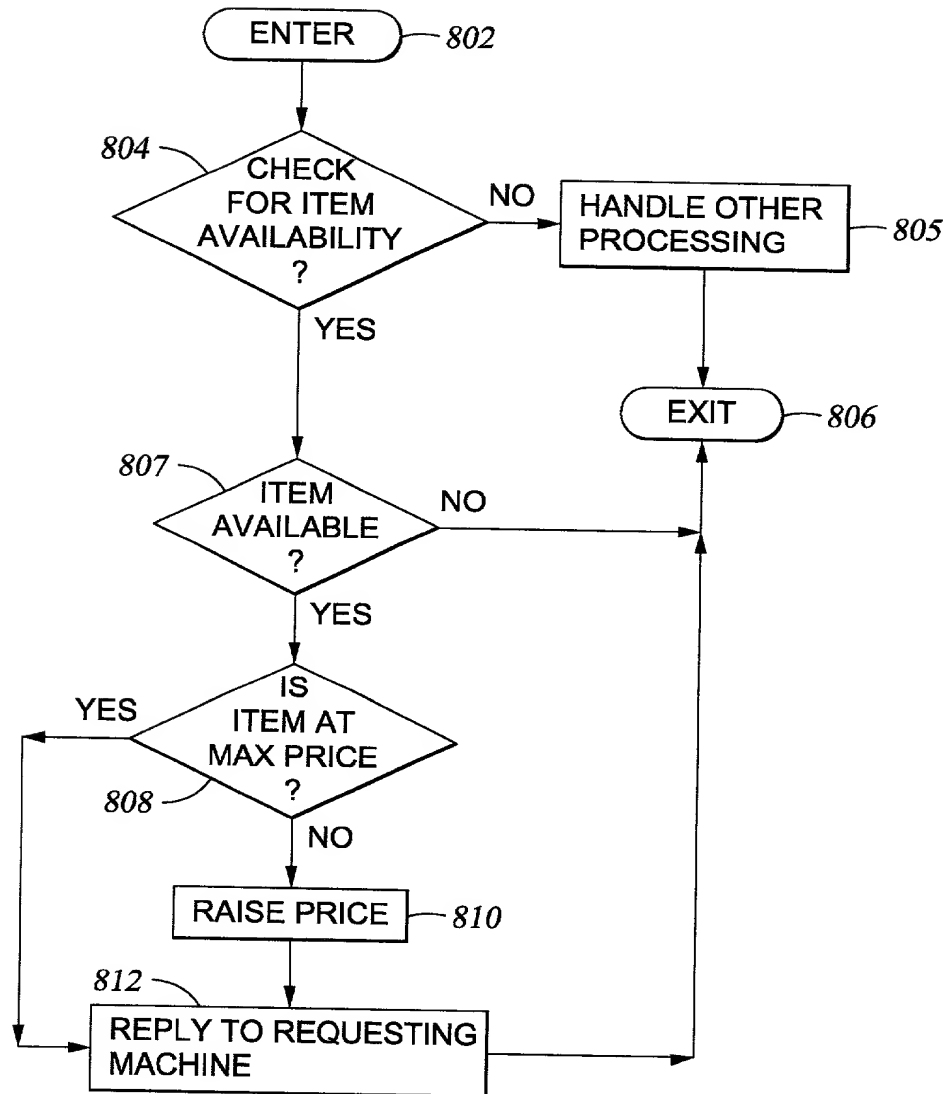 ENTER
802
804
CHECK
FOR ITEM
AVAILABILITY
?
NO
HANDLE OTHER
PROCESSING
805
YES
EXIT
806
807
ITEM
AVAILABLE
?
NO
YES
IS
ITEM AT
MAX PRICE
?
YES
808
NO
RAISE PRICE
810
812
REPLY TO REQUESTING
MACHINE